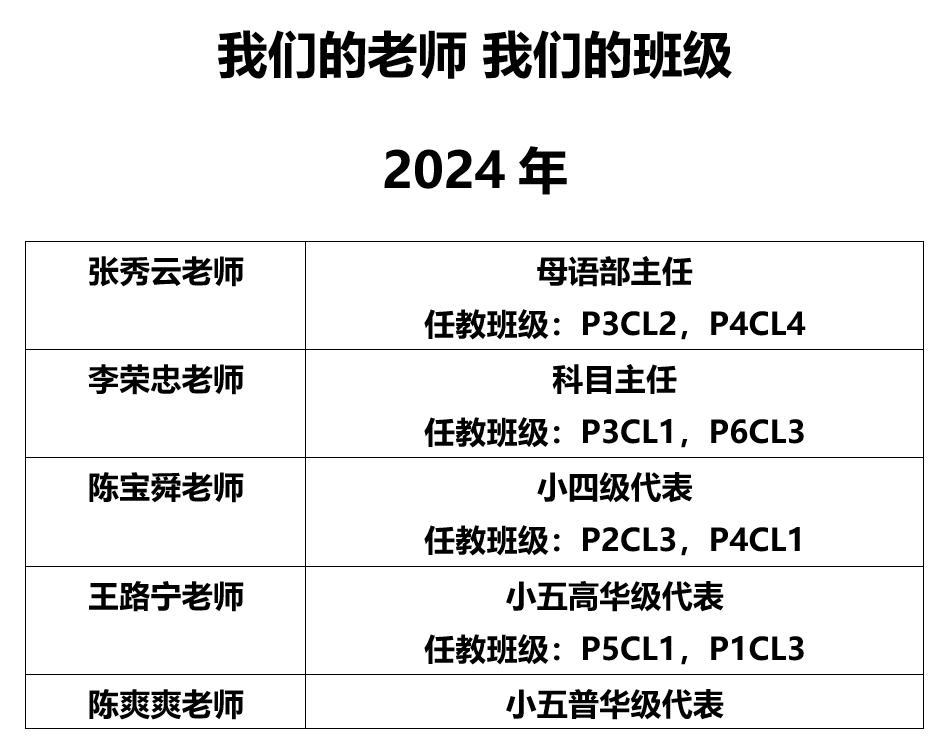 我们的老师 我们的班级
2024 年
张秀云老师
母语部主任
任教班级：P3CL2，P4CL4
李荣忠老师
科目主任
任教班级：P3CL1，P6CL3
陈宝舜老师
小四级代表
任教班级：P2CL3，P4CL1
王路宁老师
小五高华级代表
任教班级：P5CL1，P1CL3
陈爽爽老师
小五普华级代表